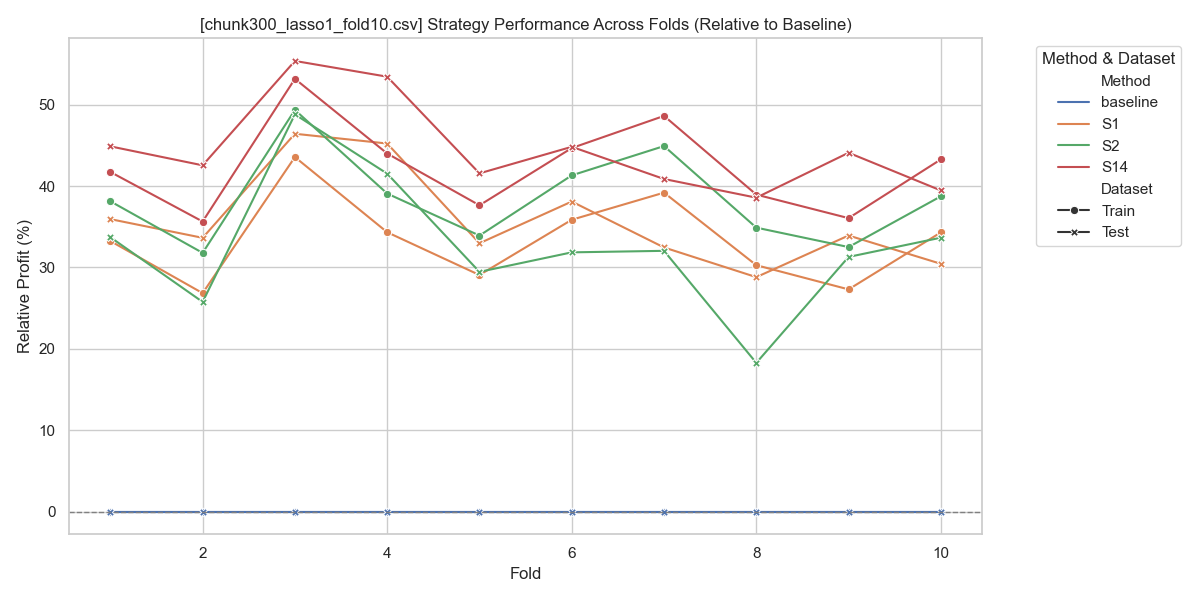 [chunk300_lasso1_fold10.csv] Strategy Performance Across Folds (Relative to Baseline)
Relative Profit (%)
50
40
30
20
10
0
2
4
6
8
10
Fold
Method & Dataset
Method
baseline
S1
S2
S14
Dataset
Train
Test